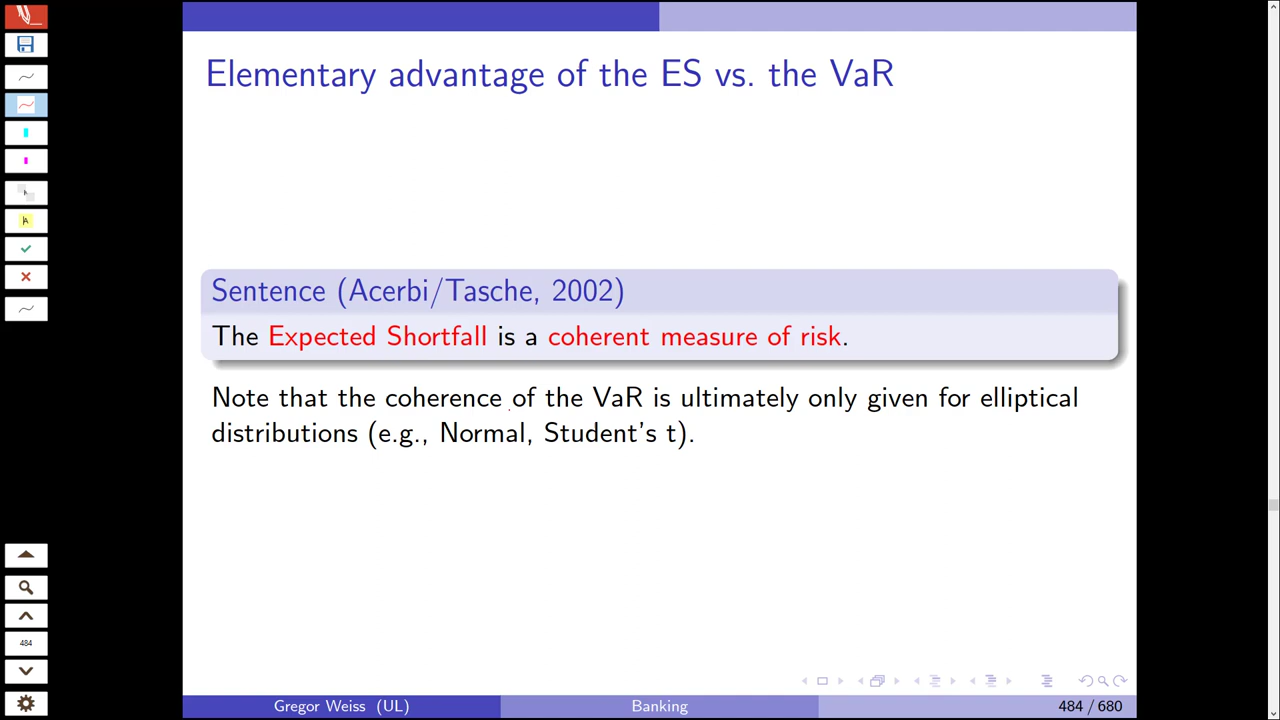 Elementary advantage of the ES vs. the VaR
Sentence (Acerbi/Tasche, 2002)
The Expected Shortfall is a coherent measure of risk.
Note that the coherence of the VaR is ultimately only given for elliptical
distributions (e.g., Normal, Student's t).
A
484
Gregor Weiss (UL) Banking 484 / 680